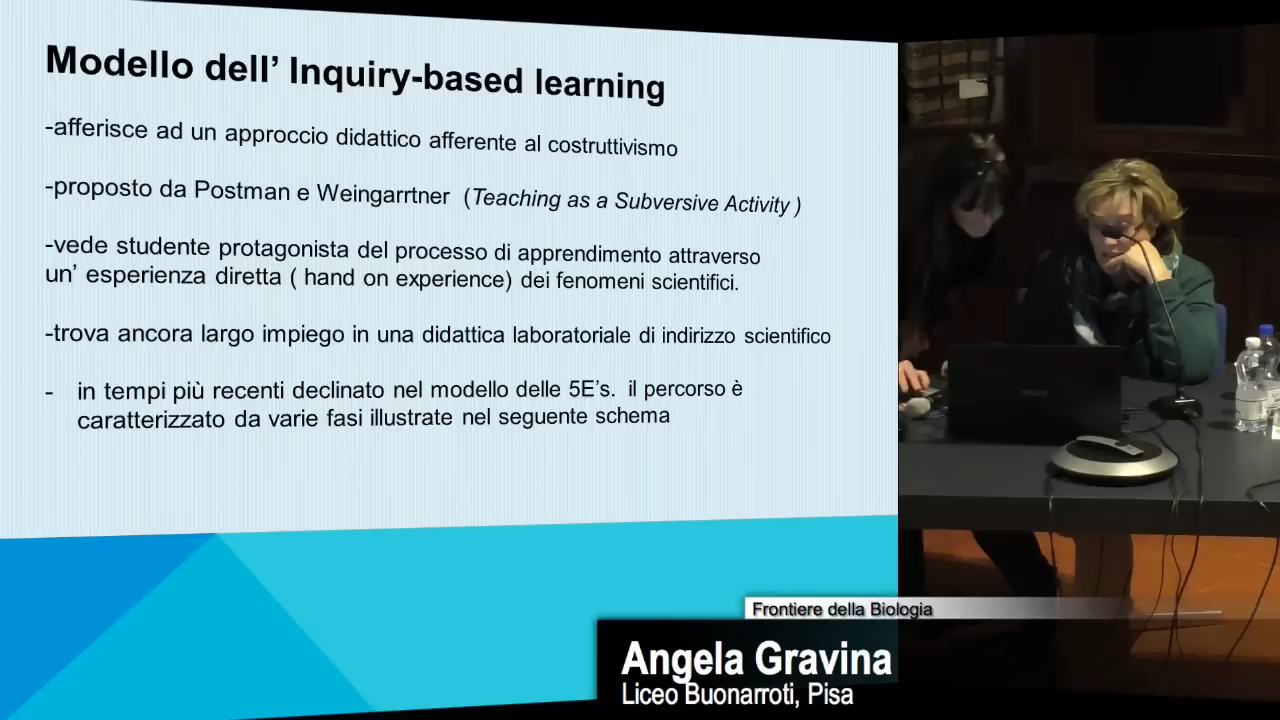 Modello dell’ Inquiry-based learning
-afferisce ad un approccio didattico afferente al costruttivismo
-proposto da Postman e Weingarrtner (Teaching as a Subversive Activity )
-vede studente protagonista del processo di apprendimento attraverso
un’ esperienza diretta ( hand on experience) dei fenomeni scientifici.
-trova ancora largo impiego in una didattica laboratoriale di indirizzo scientifico
- in tempi più recenti declinato nel modello delle 5E’s. il percorso è
caratterizzato da varie fasi illustrate nel seguente schema
Frontiere della Biologia
Angela Gravina
Liceo Buonarroti, Pisa